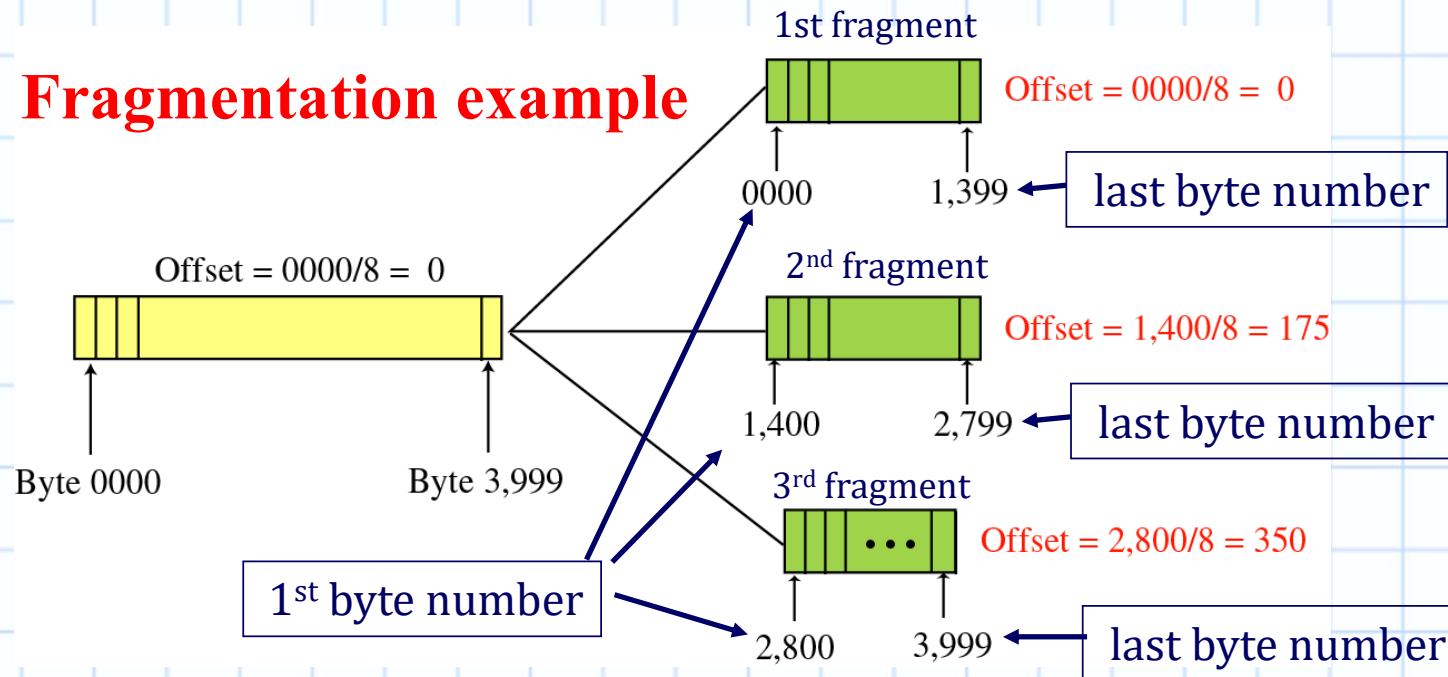 Fragmentation example
Offset = 0000/8 = 0
Byte 0000
Byte 3,999
1st byte number
1st fragment
Offset = 0000/8 = 0
0000
1,399
last byte number
2nd fragment
Offset = 1,400/8 = 175
1,400
2,799
last byte number
3rd fragment
Offset = 2,800/8 = 350
2,800
3,999
last byte number